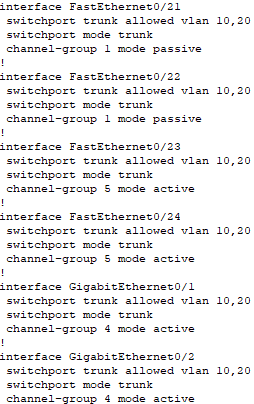 interface FastEthernet0/21
switchport trunk allowed vlan 10,20
switchport mode trunk
channel-group 1 mode passive
!
interface FastEthernet0/22
switchport trunk allowed vlan 10,20
switchport mode trunk
channel-group 1 mode passive
!
interface FastEthernet0/23
switchport trunk allowed vlan 10,20
switchport mode trunk
channel-group 5 mode active
!
interface FastEthernet0/24
switchport trunk allowed vlan 10,20
switchport mode trunk
channel-group 5 mode active
!
interface GigabitEthernet0/1
switchport trunk allowed vlan 10,20
switchport mode trunk
channel-group 4 mode active
!
interface GigabitEthernet0/2
switchport trunk allowed vlan 10,20
switchport mode trunk
channel-group 4 mode active